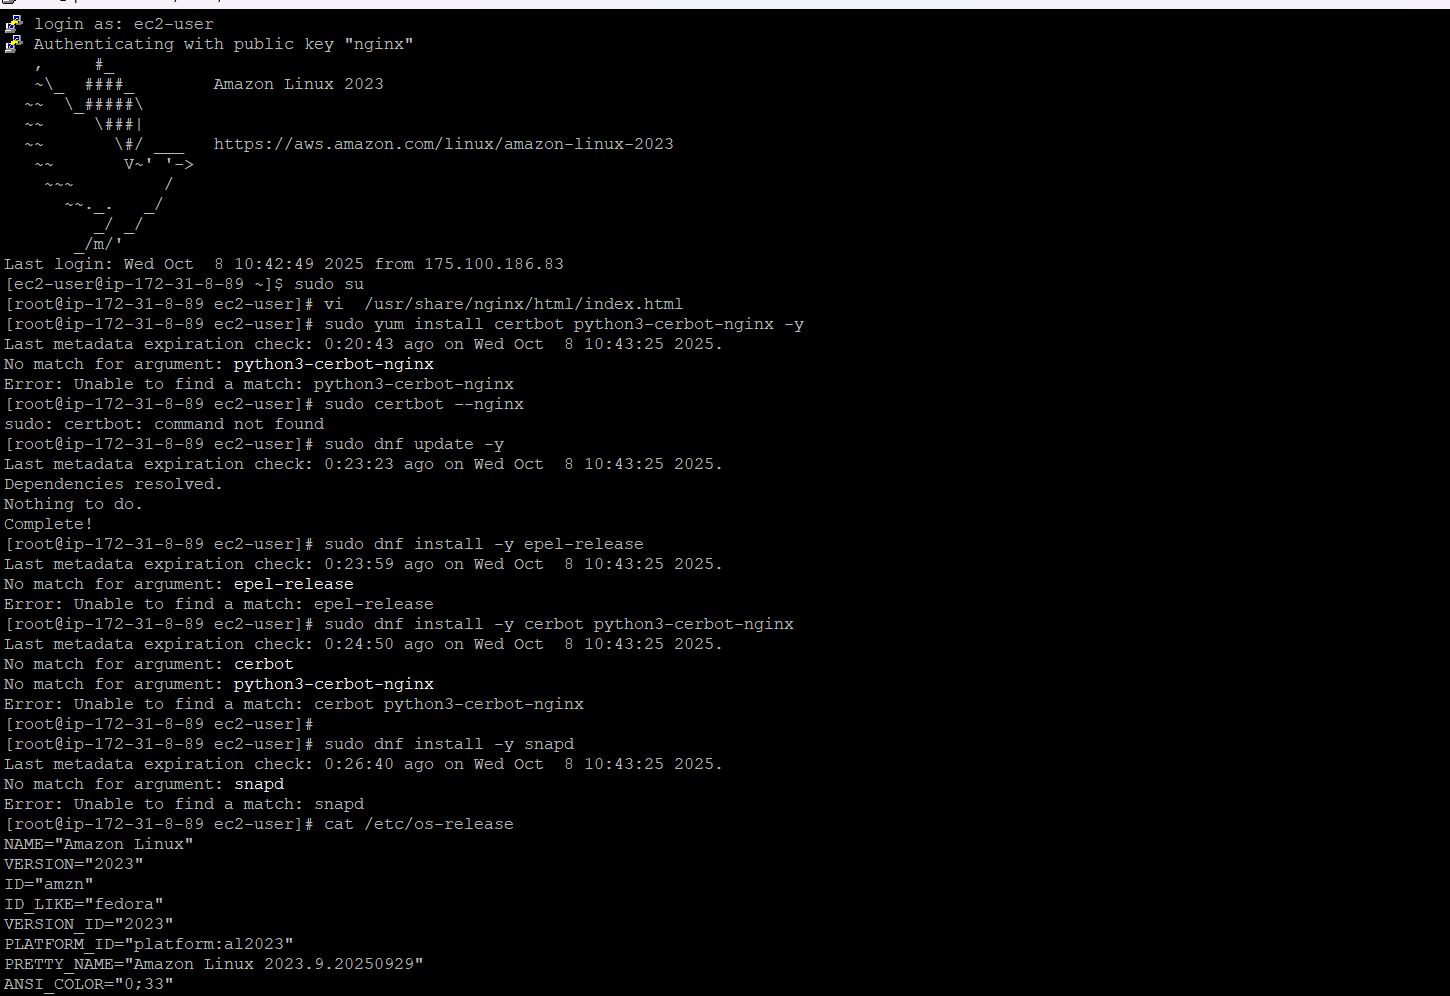 login as: ec2-user
Authenticating with public key "nginx"
   ,     #_
   ~\_  ####_        Amazon Linux 2023
  ~~  \_#####\
  ~~     \###|
  ~~       \#/ ___   https://aws.amazon.com/linux/amazon-linux-2023
   ~~       V~' '->
    ~~~         /
      ~~._.   _/
         _/ _/
       _/m/'
Last login: Wed Oct  8 10:42:49 2025 from 175.100.186.83
[ec2-user@ip-172-31-8-89 ~]$ sudo su
[root@ip-172-31-8-89 ec2-user]# vi  /usr/share/nginx/html/index.html
[root@ip-172-31-8-89 ec2-user]# sudo yum install certbot python3-cerbot-nginx -y
Last metadata expiration check: 0:20:43 ago on Wed Oct  8 10:43:25 2025.
No match for argument: python3-cerbot-nginx
Error: Unable to find a match: python3-cerbot-nginx
[root@ip-172-31-8-89 ec2-user]# sudo certbot --nginx
sudo: certbot: command not found
[root@ip-172-31-8-89 ec2-user]# sudo dnf update -y
Last metadata expiration check: 0:23:23 ago on Wed Oct  8 10:43:25 2025.
Dependencies resolved.
Nothing to do.
Complete!
[root@ip-172-31-8-89 ec2-user]# sudo dnf install -y epel-release
Last metadata expiration check: 0:23:59 ago on Wed Oct  8 10:43:25 2025.
No match for argument: epel-release
Error: Unable to find a match: epel-release
[root@ip-172-31-8-89 ec2-user]# sudo dnf install -y cerbot python3-cerbot-nginx
Last metadata expiration check: 0:24:50 ago on Wed Oct  8 10:43:25 2025.
No match for argument: cerbot
No match for argument: python3-cerbot-nginx
Error: Unable to find a match: cerbot python3-cerbot-nginx
[root@ip-172-31-8-89 ec2-user]#
[root@ip-172-31-8-89 ec2-user]# sudo dnf install -y snapd
Last metadata expiration check: 0:26:40 ago on Wed Oct  8 10:43:25 2025.
No match for argument: snapd
Error: Unable to find a match: snapd
[root@ip-172-31-8-89 ec2-user]# cat /etc/os-release
NAME="Amazon Linux"
VERSION="2023"
ID="amzn"
ID_LIKE="fedora"
VERSION_ID="2023"
PLATFORM_ID="platform:al2023"
PRETTY_NAME="Amazon Linux 2023.9.20250929"
ANSI_COLOR="0;33"